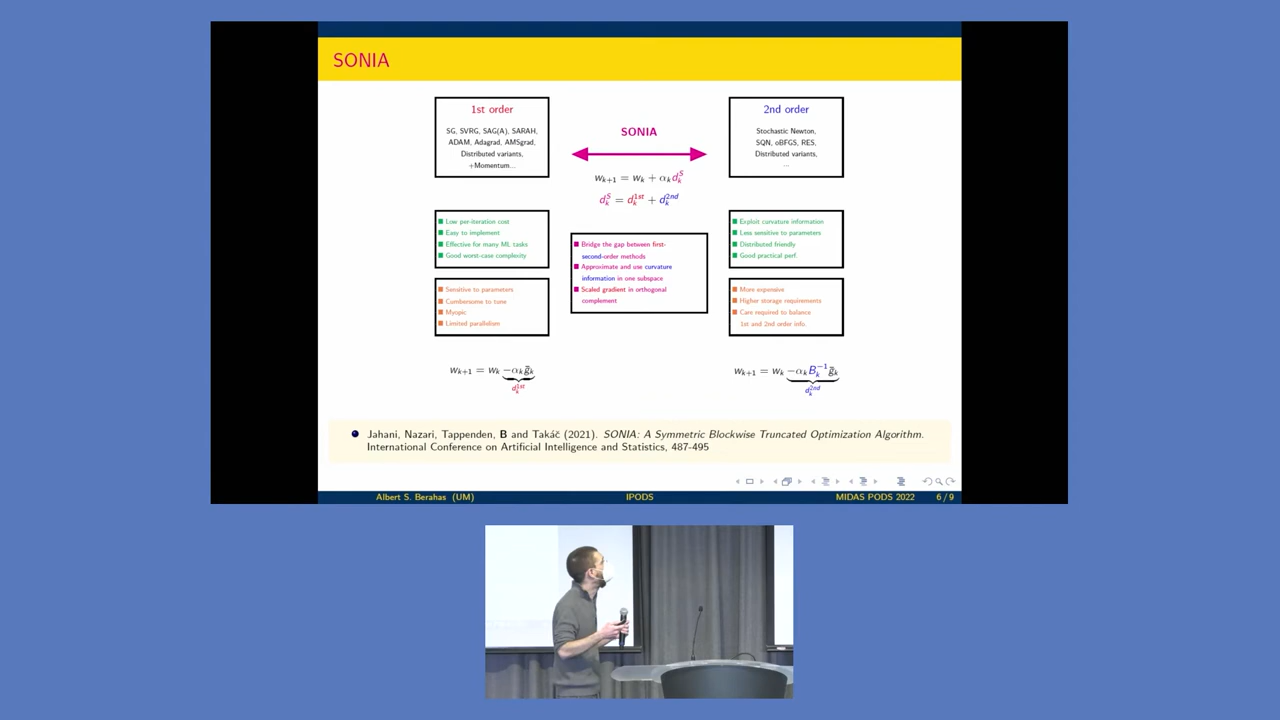 SONIA
1st order
SG, SVRG, SAG(A), SARAH,
ADAM, Adagrad, AMSgrad,
Distributed variants,
+Momentum...
SONIA
w_{k+1} = w_k + α_k d_k^S
d_k^S = d_k^{1st} + d_k^{2nd}
2nd order
Stochastic Newton,
SQN, oBFGS, RES,
Distributed variants,
...
Low per-iteration cost
Easy to implement
Effective for many ML tasks
Good worst-case complexity
Bridge the gap between first-
second-order methods
Approximate and use curvature
information in one subspace
Scaled gradient in orthogonal
complement
Exploit curvature information
Less sensitive to parameters
Distributed friendly
Good practical perf.
Sensitive to parameters
Cumbersome to tune
Myopic
Limited parallelism
More expensive
Higher storage requirements
Care required to balance
1st and 2nd order info.
w_{k+1} = w_k −α_k ḡ_k
d_k^{1st}
w_{k+1} = w_k −α_k B_k^{−1} ḡ_k
d_k^{2nd}
Jahani, Nazari, Tappenden, B and Takáč (2021). SONIA: A Symmetric Blockwise Truncated Optimization Algorithm.
International Conference on Artificial Intelligence and Statistics, 487-495
Albert S. Berahas (UM) IPODS MIDAS PODS 2022 6 / 9